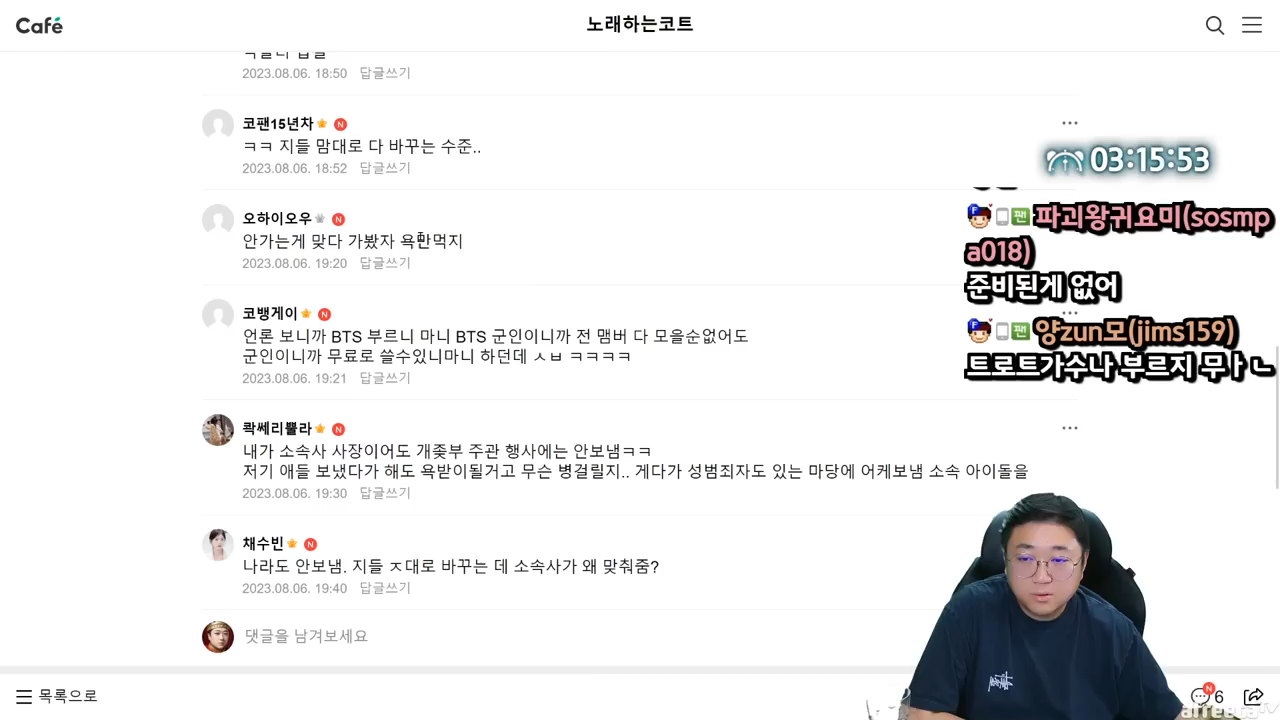 Café
노래하는코트
2023.08.06. 18:50 답글쓰기
코팬15년차 N
ㅋㅋ 지들 맘대로 다 바꾸는 수준..
2023.08.06. 18:52 답글쓰기
03:15:53
오하이오우 N
안가는게 맞다 가봤자 욕만먹지
2023.08.06. 19:20 답글쓰기
F 팬 파괴왕귀요미(sosmp
a018)
준비된게 없어
코뱅게이 N
언론 보니까 BTS 부르니 마니 BTS 군인이니까 전 맴버 다 모을순없어도
군인이니까 무료로 쓸수있니마니 하던데 ㅅㅂ ㅋㅋㅋㅋ
2023.08.06. 19:21 답글쓰기
F 팬 양zun모(jims159)
트로트가수나 부르지 무ㅏㄴ
콱쎄리뿔라 N
내가 소속사 사장이어도 개좆부 주관 행사에는 안보냄ㅋㅋ
저기 애들 보냈다가 해도 욕받이될거고 무슨 병걸릴지.. 게다가 성범죄자도 있는 마당에 어케보냄 소속 아이돌을
2023.08.06. 19:30 답글쓰기
채수빈 N
나라도 안보냄. 지들 ㅈ대로 바꾸는 데 소속사가 왜 맞춰줌?
2023.08.06. 19:40 답글쓰기
댓글을 남겨보세요
목록으로
N 6
afreecaTV